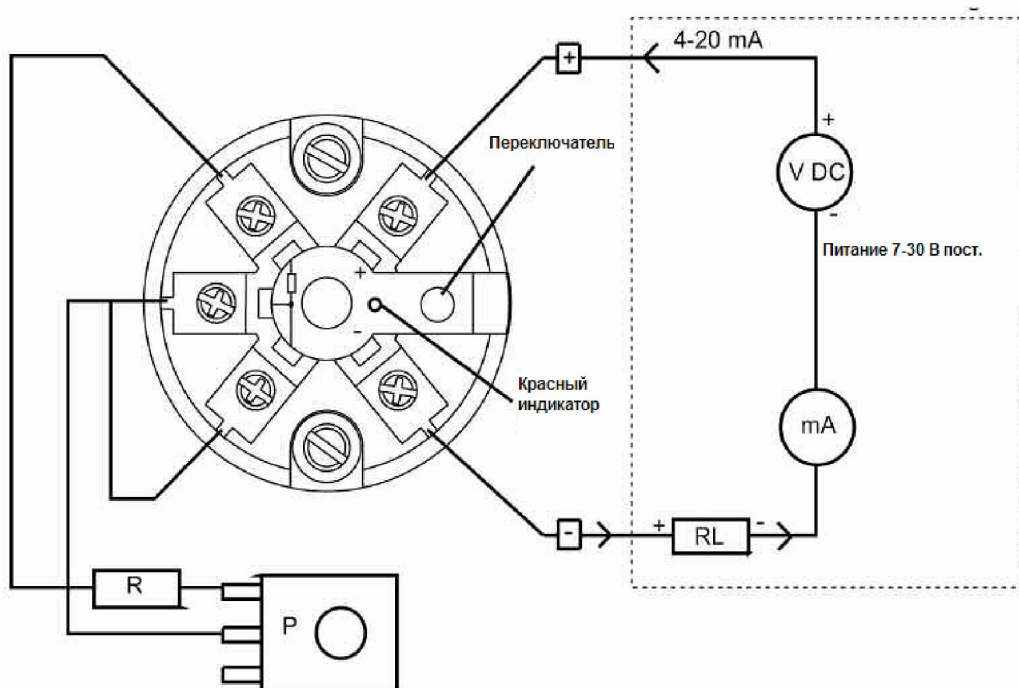 +
4-20 mA
Переключатель
+
V DC
-
Питание 7-30 В пост.
+
-
Красный
индикатор
mA
-
+
RL
-
R
P